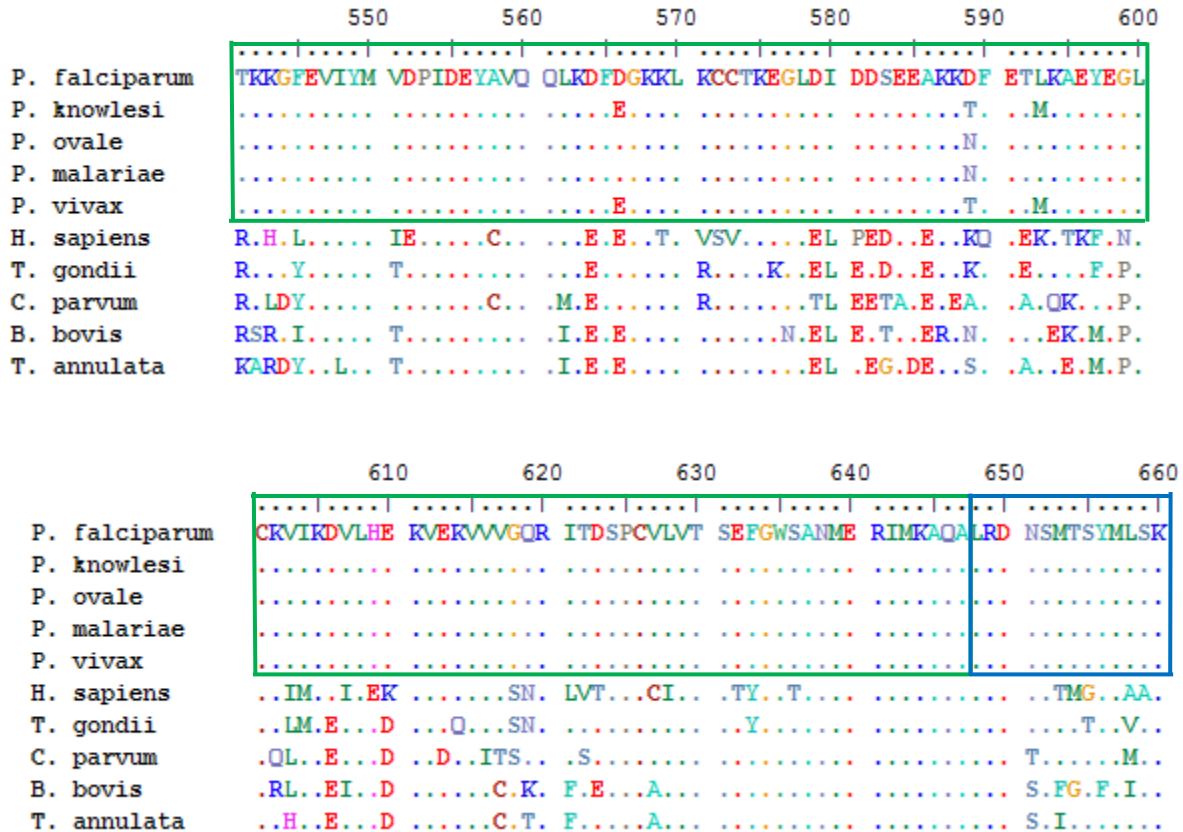 550 560 570 580 590 600
....|....| ....|....| ....|....| ....|....| ....|....| ....|....|
P. falciparum TKKGFEVIYM VDPIDEYAVQ QLKDFDGKKL KCCTKEGLDI DDSEEAKKDF ETLKAEYEGL
P. knowlesi .......... .......... .....E.... .......... ........T. ..M.......
P. ovale .......... .......... .......... .......... ........N. ..........
P. malariae .......... .......... .......... .......... ........N. ..........
P. vivax .......... .......... .....E.... .......... ........T. ..M.......
H. sapiens R.H.L..... IE.....C.. ...E.E..T. VSV.....EL PED..E..KQ .EK.TKF.N.
T. gondii R...Y..... T......... ...E...... R....K..EL E.D..E..K. .E....F.P.
C. parvum R.LDY..... .......C.. .M.E...... R.......TL EETA.E.EA. .A.QK...P.
B. bovis RSR.I..... T......... .I.E.E.... ......N.EL E.T..ER.N. ...EK.M.P.
T. annulata KARDY..L.. T......... .I.E.E.... ........EL .EG.DE..S. .A..E.M.P.
610 620 630 640 650 660
....|....| ....|....| ....|....| ....|....| ....|....| ....|....|
P. falciparum CKVIKDVLHE KVEKVVVGQR ITDSPCVLVT SEFGWSANME RIMKAQALRD NSMTSYMLSK
P. knowlesi .......... .......... .......... .......... .......... ..........
P. ovale .......... .......... .......... .......... .......... ..........
P. malariae .......... .......... .......... .......... .......... ..........
P. vivax .......... .......... .......... .......... .......... ..........
H. sapiens ..IM..I.EK .......SN. LVT...CI.. .TY..T.... .......... ..TMG..AA.
T. gondii ..LM.E...D ...Q...SN. .......... ..Y....... .......... ....T..V..
C. parvum .QL..E...D ..D..ITS.. .S........ .......... .......... T......M..
B. bovis .RL..EI..D ......C.K. F.E...A... .......... .......... S.FG.F.I..
T. annulata ..H..E...D ......C.T. F.....A... .......... .......... S.I.......